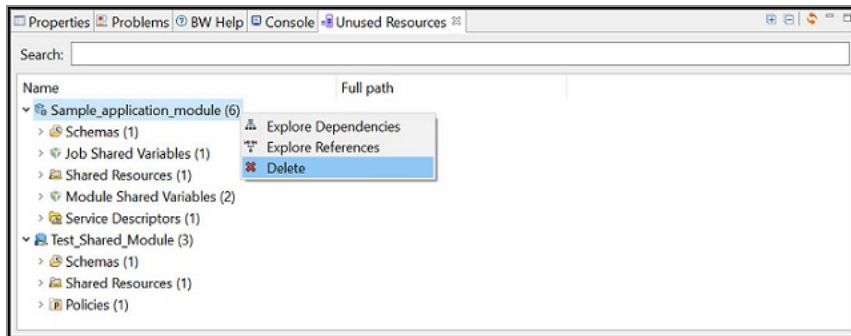 Properties Problems BW Help Console Unused Resources
Search:
Name Full path
Sample_application_module (6)
Explore Dependencies
Schemas (1)
Explore References
Job Shared Variables (1)
Delete
Shared Resources (1)
Module Shared Variables (2)
Service Descriptors (1)
Test_Shared_Module (3)
Schemas (1)
Shared Resources (1)
Policies (1)